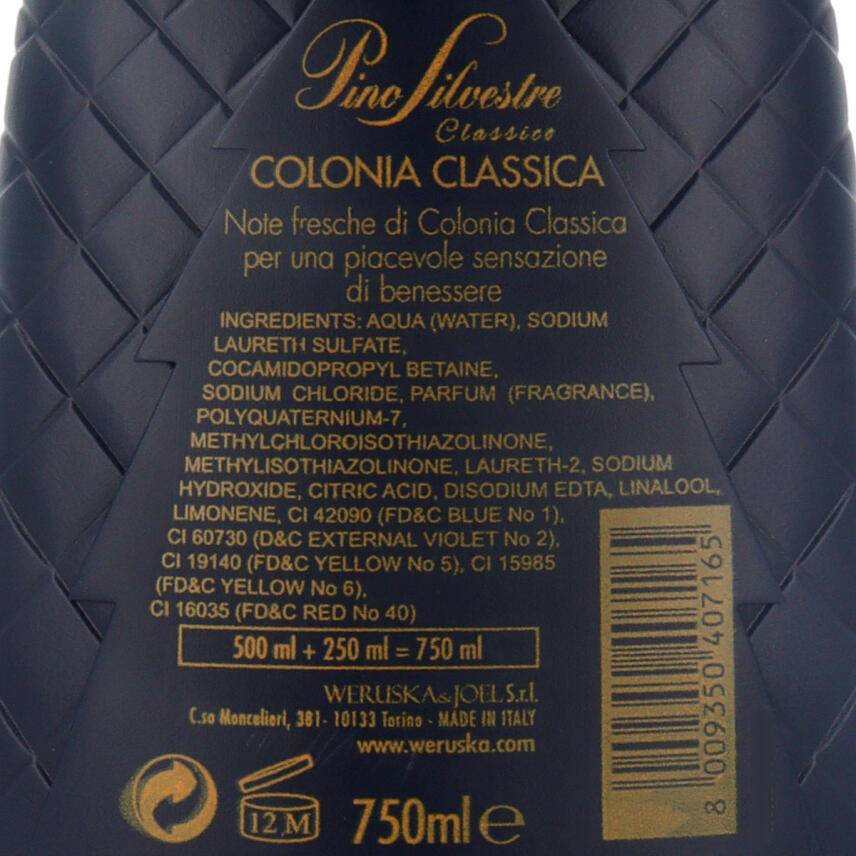 Pino Silvestre
Classico
COLONIA CLASSICA
Note fresche di Colonia Classica
per una piacevole sensazione
di benessere
INGREDIENTS: AQUA (WATER), SODIUM
LAURETH SULFATE,
COCAMIDOPROPYL BETAINE,
SODIUM CHLORIDE, PARFUM (FRAGRANCE),
POLYQUATERNIUM-7,
METHYLCHLOROISOTHIAZOLINONE,
METHYLISOTHIAZOLINONE, LAURETH-2, SODIUM
HYDROXIDE, CITRIC ACID, DISODIUM EDTA, LINALOOL,
LIMONENE, CI 42090 (FD&C BLUE No 1),
CI 60730 (D&C EXTERNAL VIOLET No 2),
CI 19140 (FD&C YELLOW No 5), CI 15985
(FD&C YELLOW No 6),
CI 16035 (FD&C RED No 40)
500 ml + 250 ml = 750 ml
WERUSKA&JOEL S.r.l.
C.so Moncalieri, 381- 10133 Torino - MADE IN ITALY
www.weruska.com
12 M
750ml e
8 009350 407165